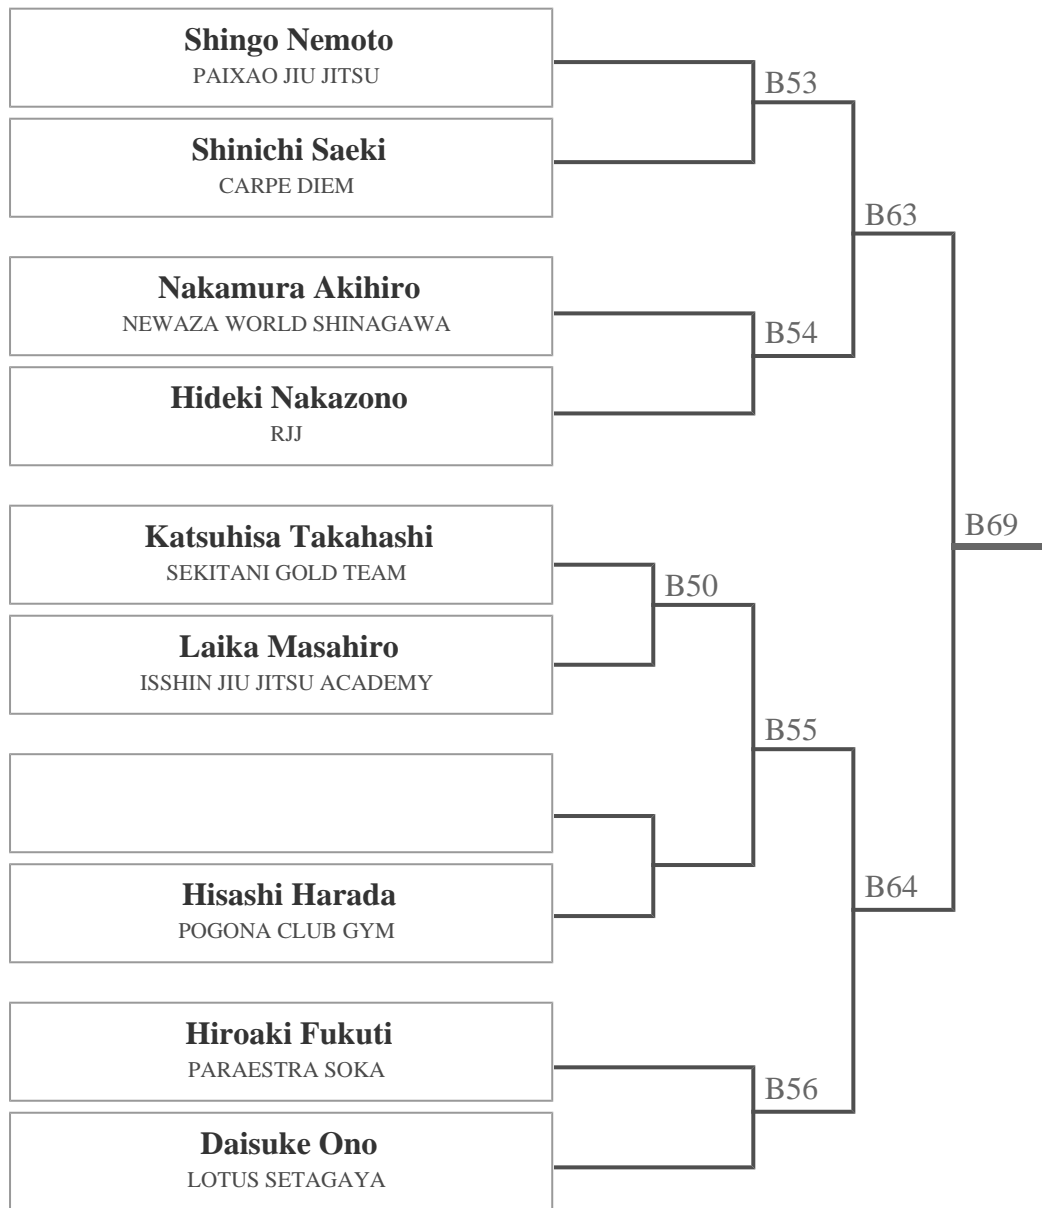 Shingo Nemoto
PAIXAO JIU JITSU
B53
Shinichi Saeki
CARPE DIEM
B63
Nakamura Akihiro
NEWAZA WORLD SHINAGAWA
B54
Hideki Nakazono
RJJ
Katsuhisa Takahashi
SEKITANI GOLD TEAM
B69
B50
Laika Masahiro
ISSHIN JIU JITSU ACADEMY
B55
Hisashi Harada
POGONA CLUB GYM
B64
Hiroaki Fukuti
PARAESTRA SOKA
B56
Daisuke Ono
LOTUS SETAGAYA